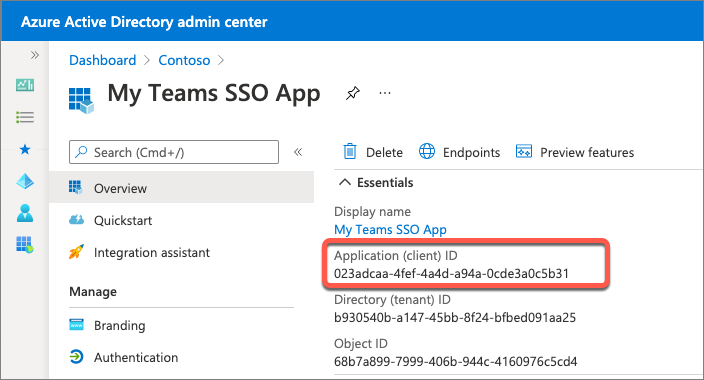 Azure Active Directory admin center
Dashboard > Contoso >
My Teams SSO App
...
Search (Cmd+/)
Overview
Quickstart
Integration assistant
Manage
Branding
Authentication
Delete
Endpoints
Preview features
Essentials
Display name
My Teams SSO App
Application (client) ID
023adcaa-4fef-4a4d-a94a-0cde3a0c5b31
Directory (tenant) ID
b930540b-a147-45bb-8f24-bfbed091aa25
Object ID
68b7a899-7999-406b-944c-4160976c5cd4